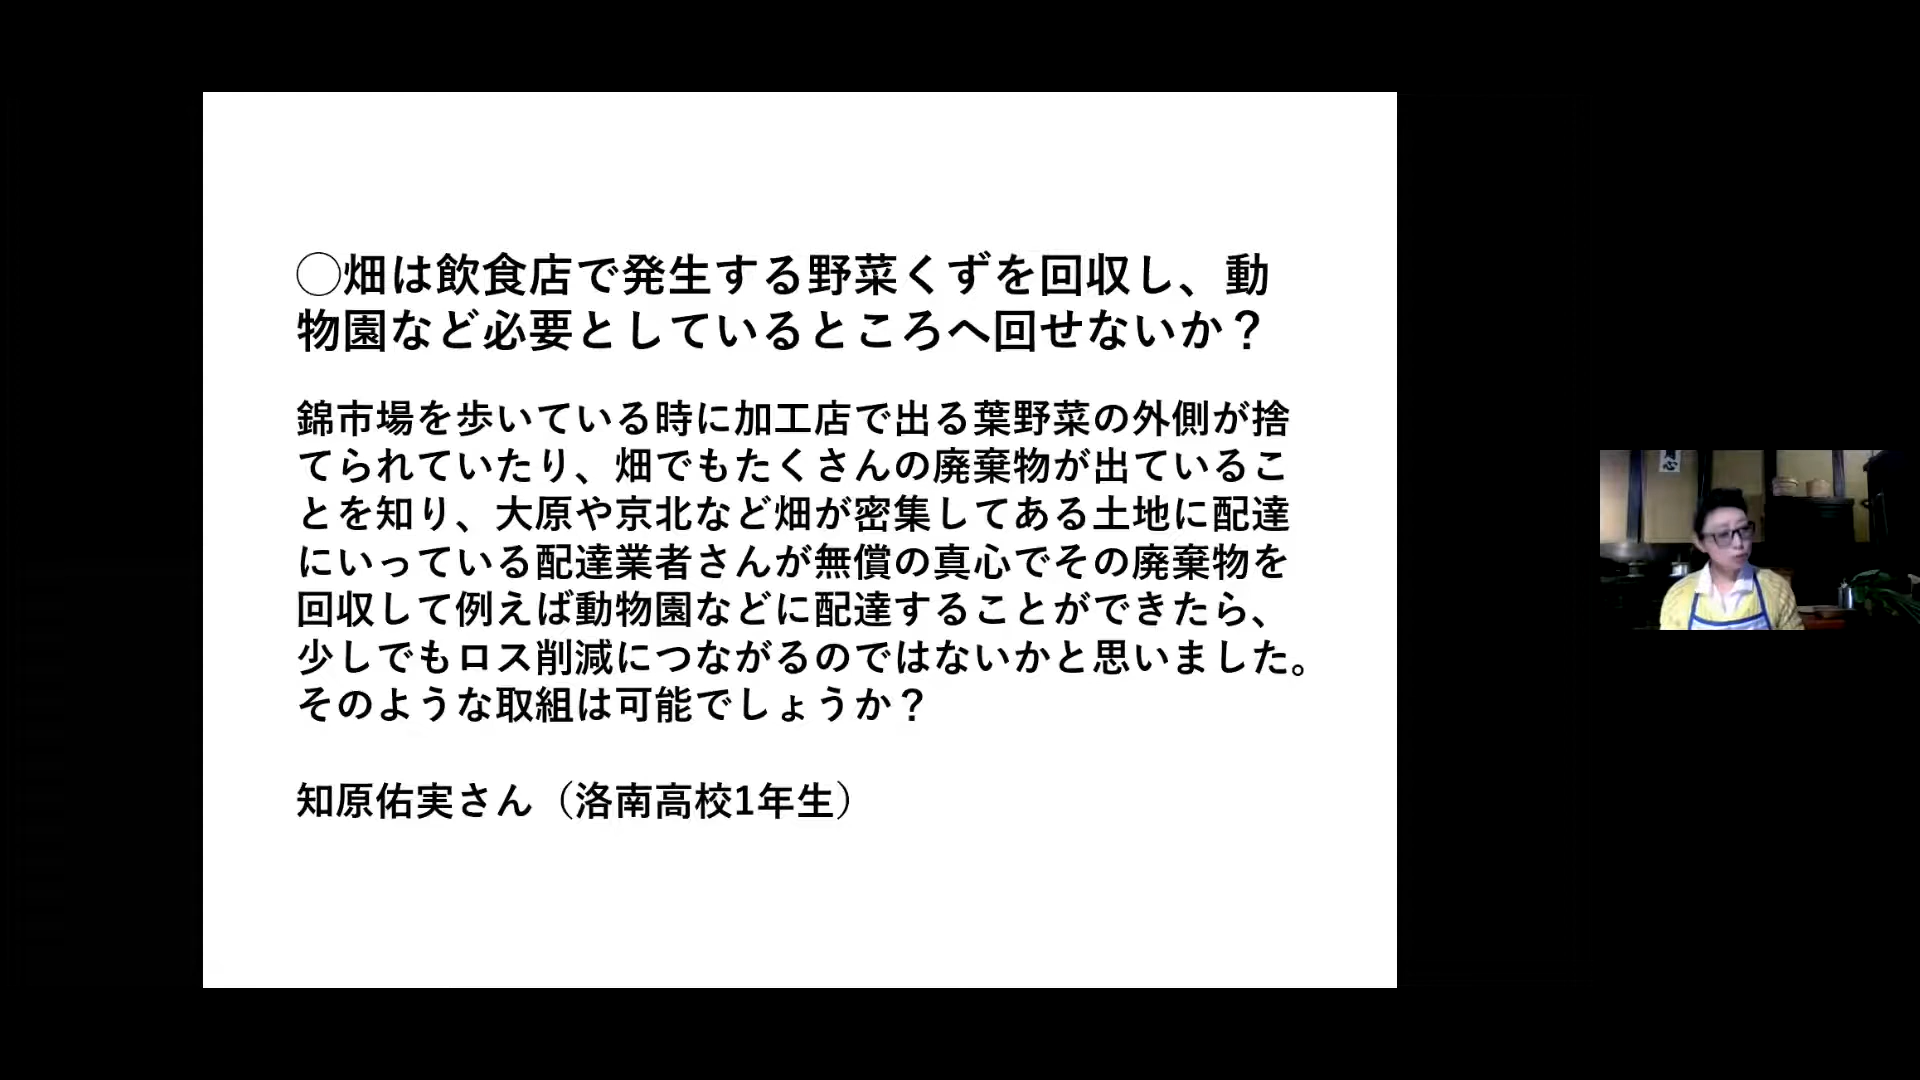 ◯畑は飲食店で発生する野菜くずを回収し、動
物園など必要としているところへ回せないか？
錦市場を歩いている時に加工店で出る葉野菜の外側が捨
てられていたり、畑でもたくさんの廃棄物が出ているこ
とを知り、大原や京北など畑が密集してある土地に配達
にいっている配達業者さんが無償の真心でその廃棄物を
回収して例えば動物園などに配達することができたら、
少しでもロス削減につながるのではないかと思いました。
そのような取組は可能でしょうか？
知原佑実さん（洛南高校1年生）